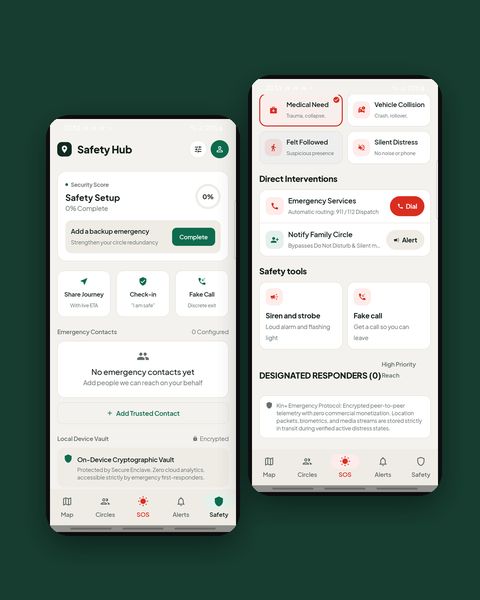 Safety Hub
Security Score
Safety Setup
0% Complete
0%
Add a backup emergency
Strengthen your circle redundancy
Complete
Share Journey
With live ETA
Check-in
"I am safe"
Fake Call
Discrete exit
Emergency Contacts
0 Configured
No emergency contacts yet
Add people we can reach on your behalf
+ Add Trusted Contact
Local Device Vault
Encrypted
On-Device Cryptographic Vault
Protected by Secure Enclave. Zero cloud analytics,
accessible strictly by emergency first-responders.
Map
Circles
SOS
Alerts
Safety
Medical Need
Trauma, collapse,
Vehicle Collision
Crash, rollover,
Felt Followed
Suspicious presence
Silent Distress
No noise or phone
Direct Interventions
Emergency Services
Automatic routing: 911 / 112 Dispatch
Dial
Notify Family Circle
Bypasses Do Not Disturb & Silent m...
Alert
Safety tools
Siren and strobe
Loud alarm and flashing
light
Fake call
Get a call so you can
leave
DESIGNATED RESPONDERS (0)
High Priority
Reach
Kin+ Emergency Protocol: Encrypted peer-to-peer
telemetry with zero commercial monetization. Location
packets, biometrics, and media streams are stored strictly
in transit during verified active distress states.
Map
Circles
SOS
Alerts
Safety